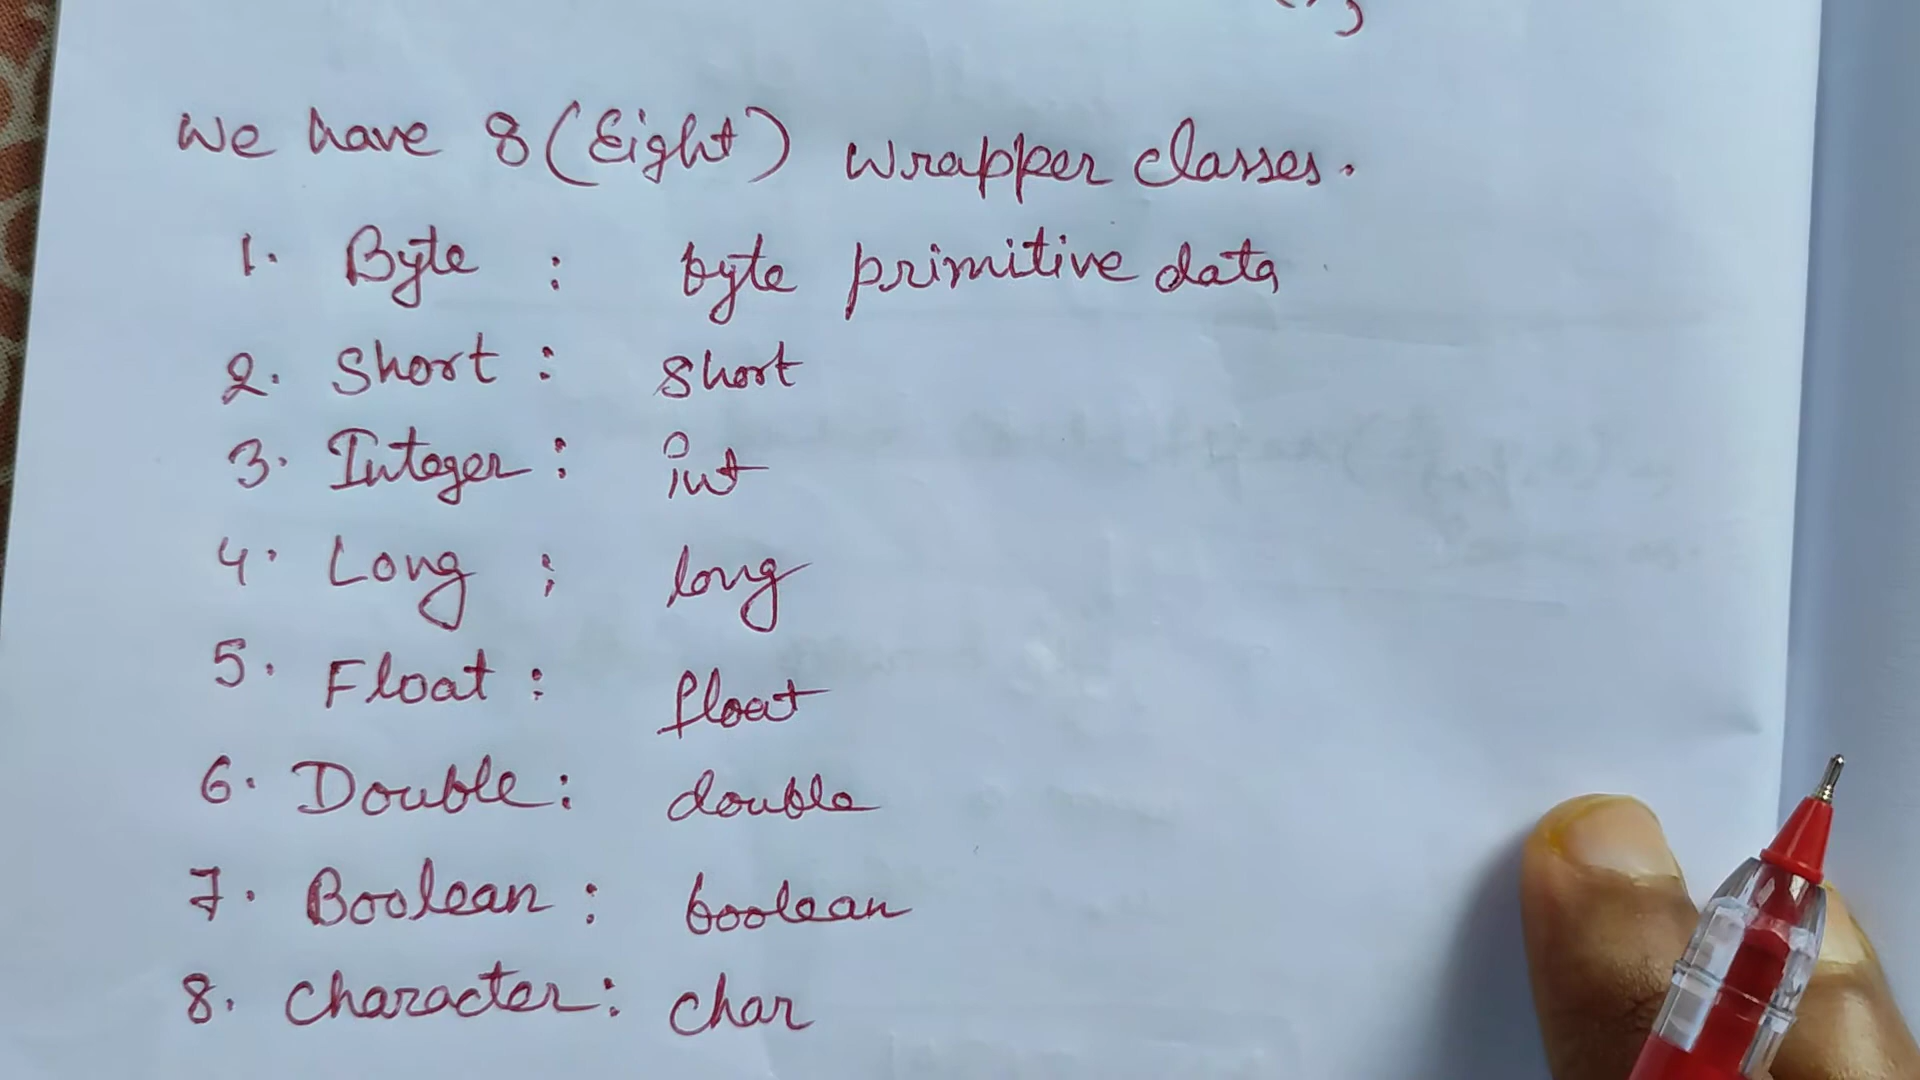 We have 8 (Eight) wrapper classes.
1. Byte : byte primitive data
2. Short : short
3. Integer : int
4. Long : long
5. Float : float
6. Double : double
7. Boolean : boolean
8. Character : char